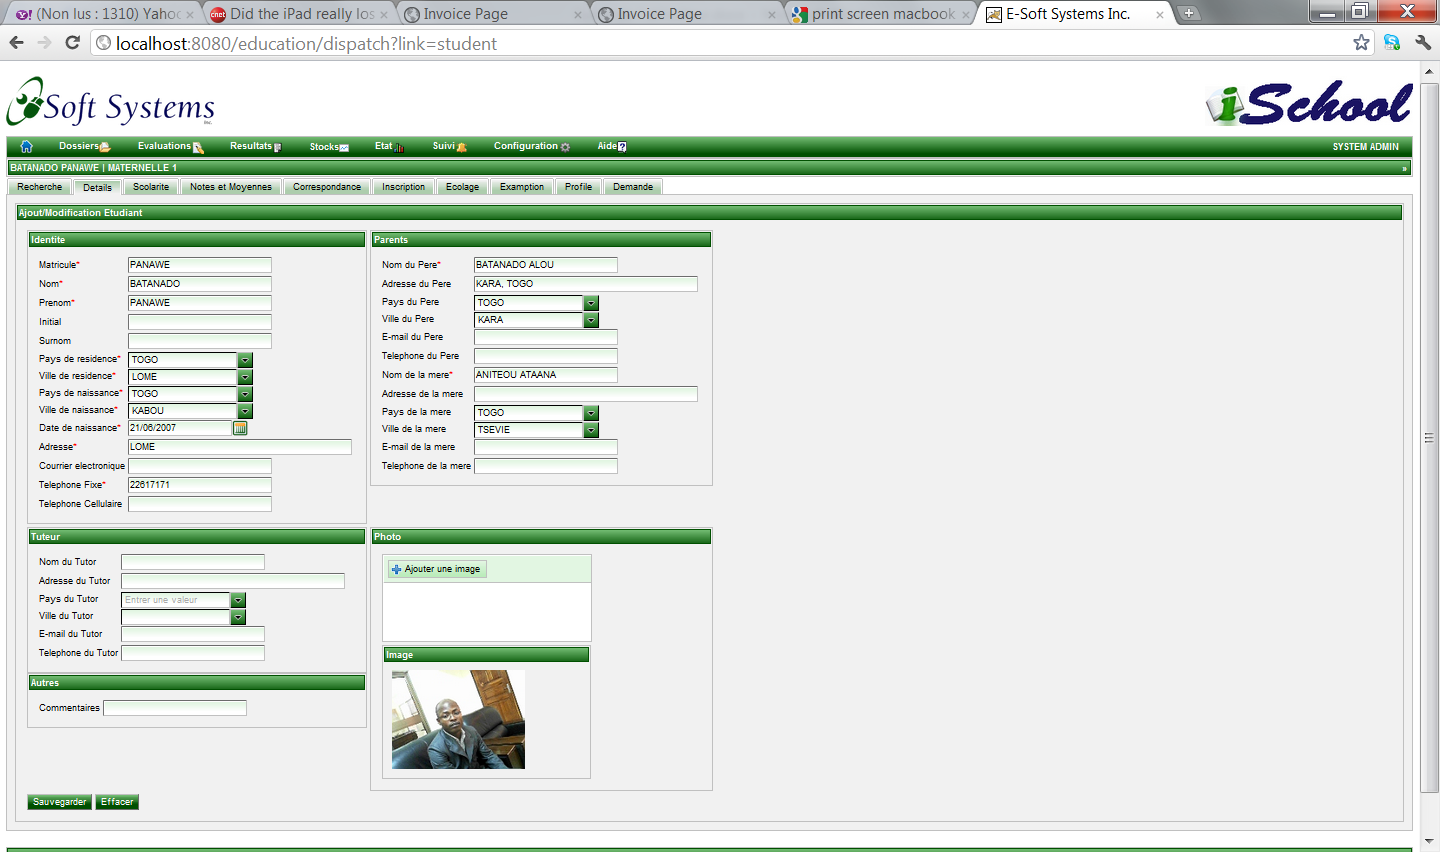 (Non lus : 1310) Yahoo
Did the iPad really los
Invoice Page
Invoice Page
print screen macbook
E-Soft Systems Inc.
localhost:8080/education/dispatch?link=student
Soft Systems
Inc.
iSchool
Dossiers Evaluations Resultats Stocks Etat Suivi Configuration Aide SYSTEM ADMIN
BATANADO PANAWE | MATERNELLE 1 »
Recherche Details Scolarite Notes et Moyennes Correspondance Inscription Ecolage Examption Profile Demande
Ajout/Modification Etudiant
Identite
Matricule* PANAWE
Nom* BATANADO
Prenom* PANAWE
Initial
Surnom
Pays de residence* TOGO
Ville de residence* LOME
Pays de naissance* TOGO
Ville de naissance* KABOU
Date de naissance* 21/06/2007
Adresse* LOME
Courrier electronique
Telephone Fixe* 22617171
Telephone Cellulaire
Parents
Nom du Pere* BATANADO ALOU
Adresse du Pere KARA, TOGO
Pays du Pere TOGO
Ville du Pere KARA
E-mail du Pere
Telephone du Pere
Nom de la mere* ANITEOU ATAANA
Adresse de la mere
Pays de la mere TOGO
Ville de la mere TSEVIE
E-mail de la mere
Telephone de la mere
Tuteur
Nom du Tutor
Adresse du Tutor
Pays du Tutor Entrer une valeur
Ville du Tutor
E-mail du Tutor
Telephone du Tutor
Autres
Commentaires
Photo
Ajouter une image
Image
Sauvegarder Effacer